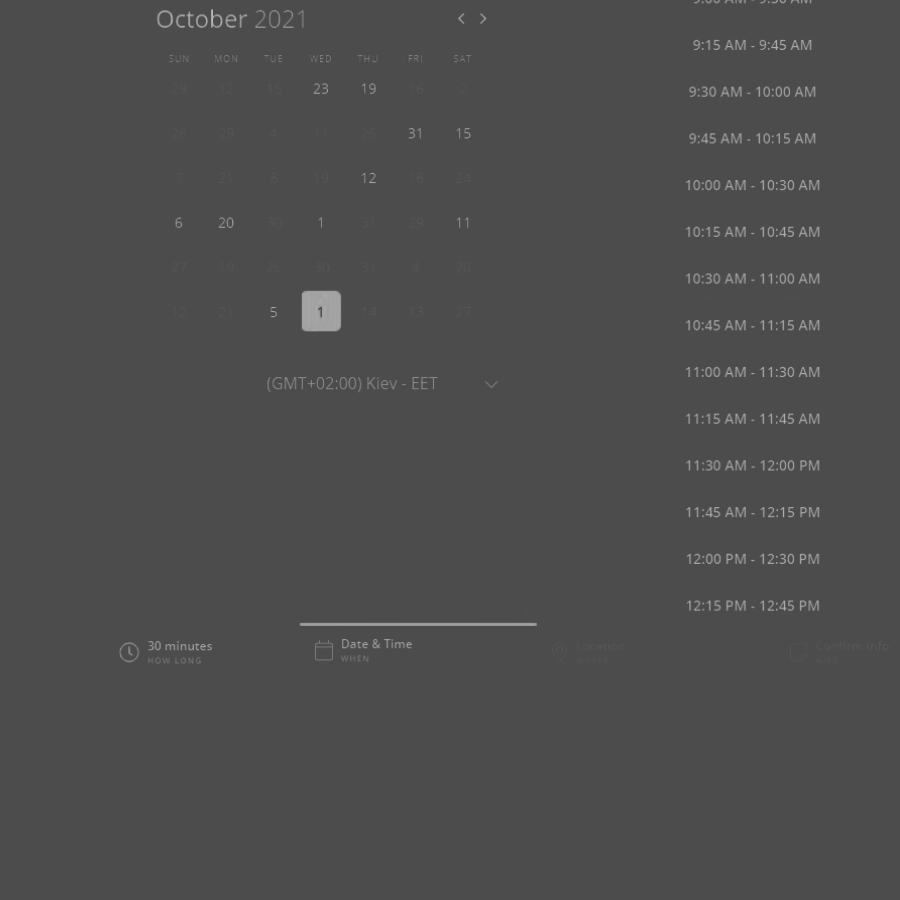 October 2021
SUN MON TUE WED THU FRI SAT
29 12 15 23 19 16 2
26 29 4 11 26 31 15
7 21 8 19 12 16 24
6 20 30 1 31 29 11
27 19 26 30 31 4 20
12 21 5 1 14 13 27
(GMT+02:00) Kiev - EET
9:00 AM - 9:30 AM
9:15 AM - 9:45 AM
9:30 AM - 10:00 AM
9:45 AM - 10:15 AM
10:00 AM - 10:30 AM
10:15 AM - 10:45 AM
10:30 AM - 11:00 AM
10:45 AM - 11:15 AM
11:00 AM - 11:30 AM
11:15 AM - 11:45 AM
11:30 AM - 12:00 PM
11:45 AM - 12:15 PM
12:00 PM - 12:30 PM
12:15 PM - 12:45 PM
30 minutes
HOW LONG
Date & Time
WHEN
Location
WHERE
Confirm Info